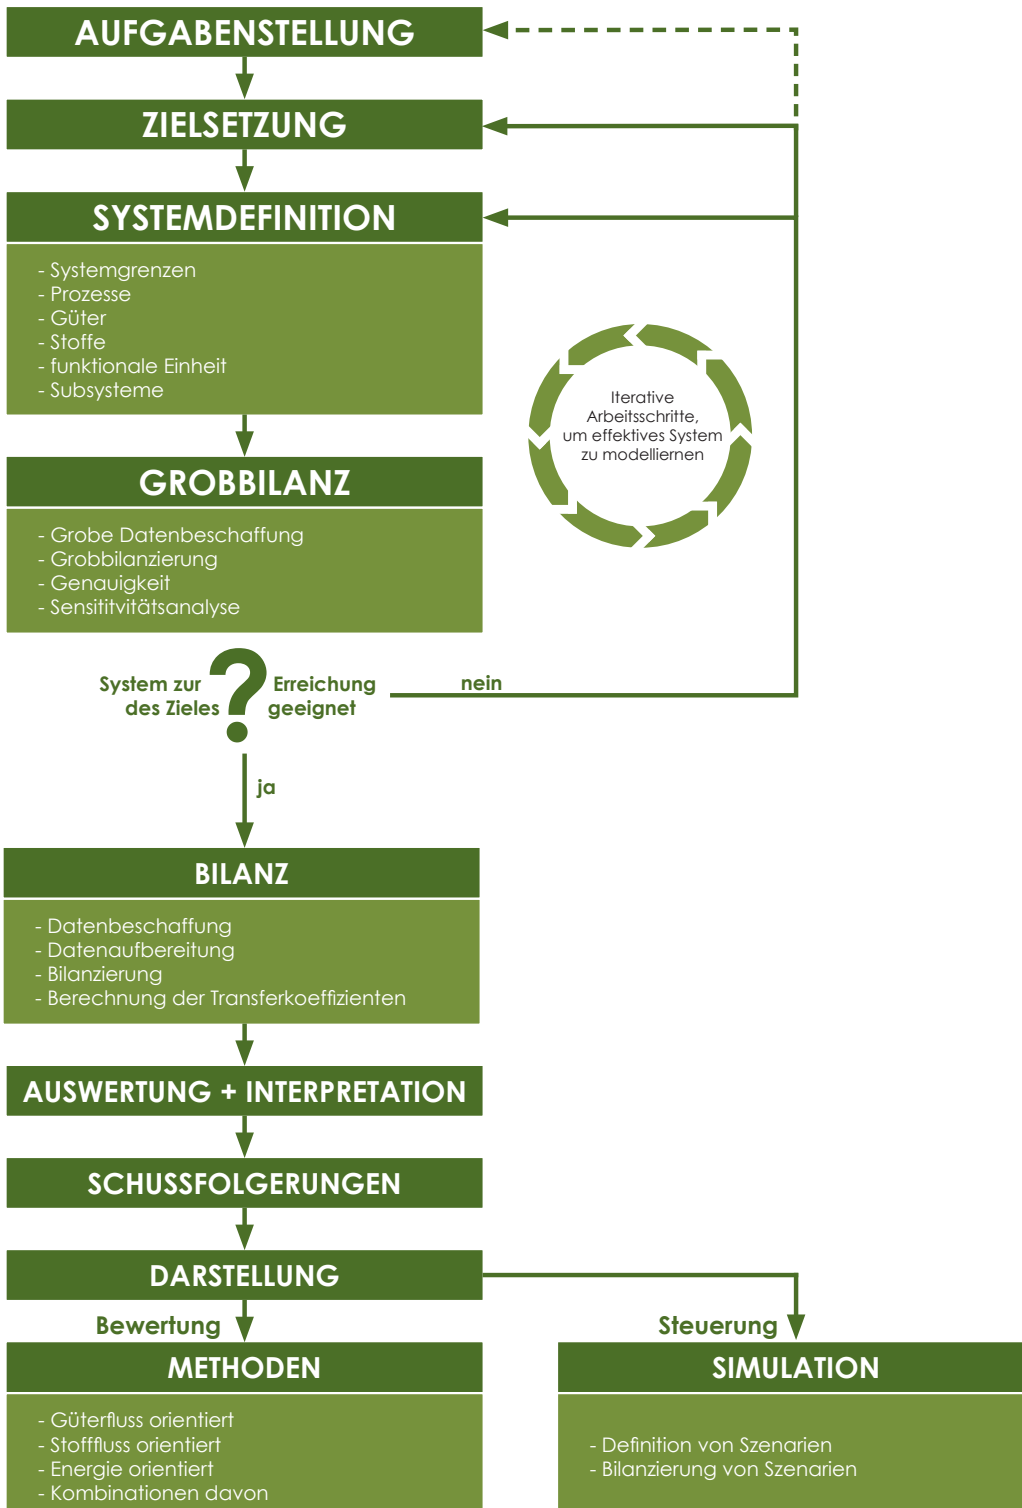 AUFGABENSTELLUNG
ZIELSETZUNG
SYSTEMDEFINITION
- Systemgrenzen
- Prozesse
- Güter
- Stoffe
- funktionale Einheit
- Subsysteme
Iterative
Arbeitsschritte,
um effektives System
zu modelliernen
GROBBILANZ
- Grobe Datenbeschaffung
- Grobbilanzierung
- Genauigkeit
- Sensititvitätsanalyse
System zur ? Erreichung
des Zieles geeignet
nein
ja
BILANZ
- Datenbeschaffung
- Datenaufbereitung
- Bilanzierung
- Berechnung der Transferkoeffizienten
AUSWERTUNG + INTERPRETATION
SCHUSSFOLGERUNGEN
DARSTELLUNG
Bewertung
METHODEN
- Güterfluss orientiert
- Stofffluss orientiert
- Energie orientiert
- Kombinationen davon
Steuerung
SIMULATION
- Definition von Szenarien
- Bilanzierung von Szenarien